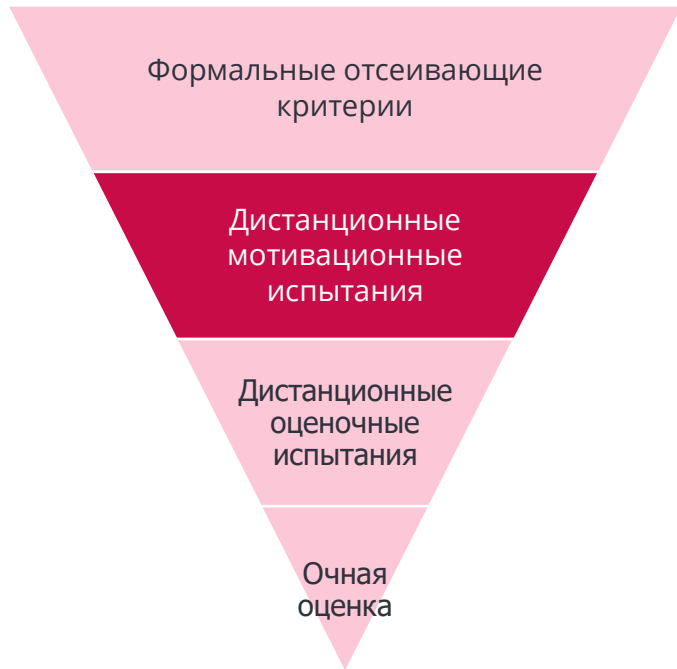 Формальные отсеивающие
критерии
Дистанционные
мотивационные
испытания
Дистанционные
оценочные
испытания
Очная
оценка